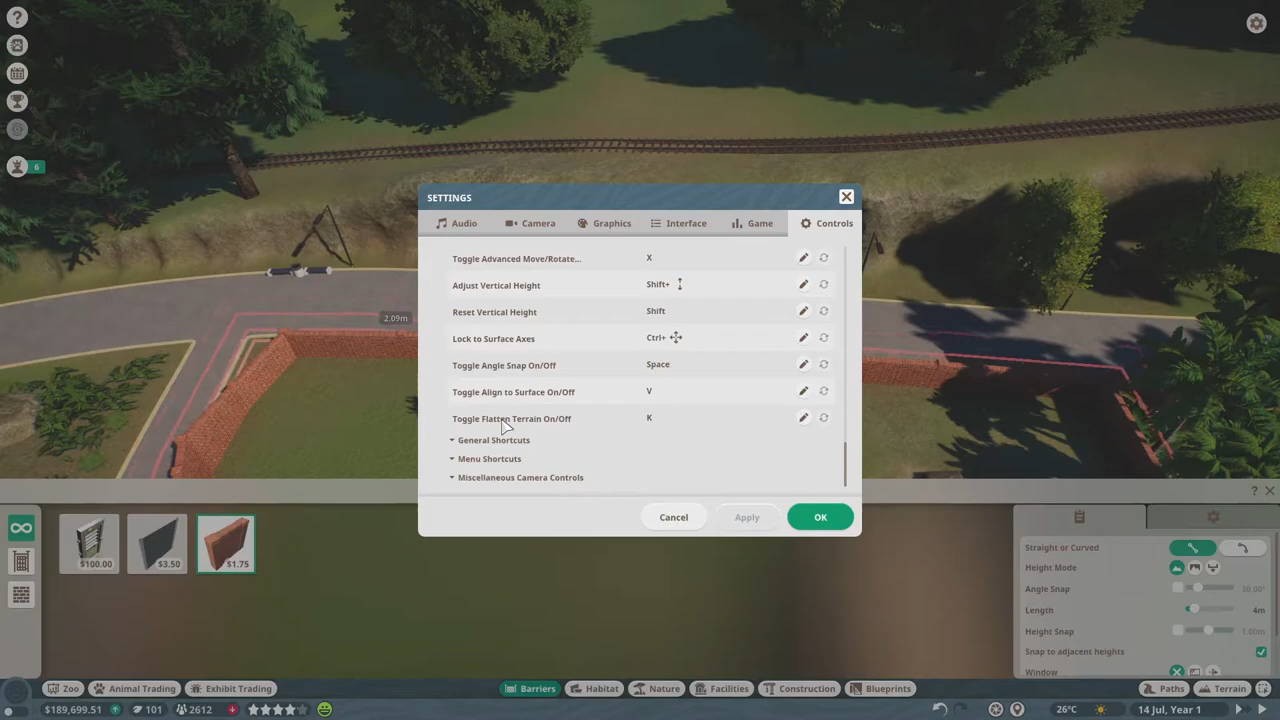 ?
6
SETTINGS
Audio
Camera
Graphics
Interface
Game
Controls
Toggle Advanced Move/Rotate... X
Adjust Vertical Height Shift+
Reset Vertical Height Shift
Lock to Surface Axes Ctrl+
Toggle Angle Snap On/Off Space
Toggle Align to Surface On/Off V
Toggle Flatten Terrain On/Off K
General Shortcuts
Menu Shortcuts
Miscellaneous Camera Controls
Cancel
Apply
OK
2.09m
?
$100.00
$3.50
$1.75
Straight or Curved
Height Mode
Angle Snap 30.00°
Length 4m
Height Snap 1.00m
Snap to adjacent heights
Window
Zoo
Animal Trading
Exhibit Trading
Barriers
Habitat
Nature
Facilities
Construction
Blueprints
Paths
Terrain
$189,699.51
101
2612
26°C
14 Jul, Year 1